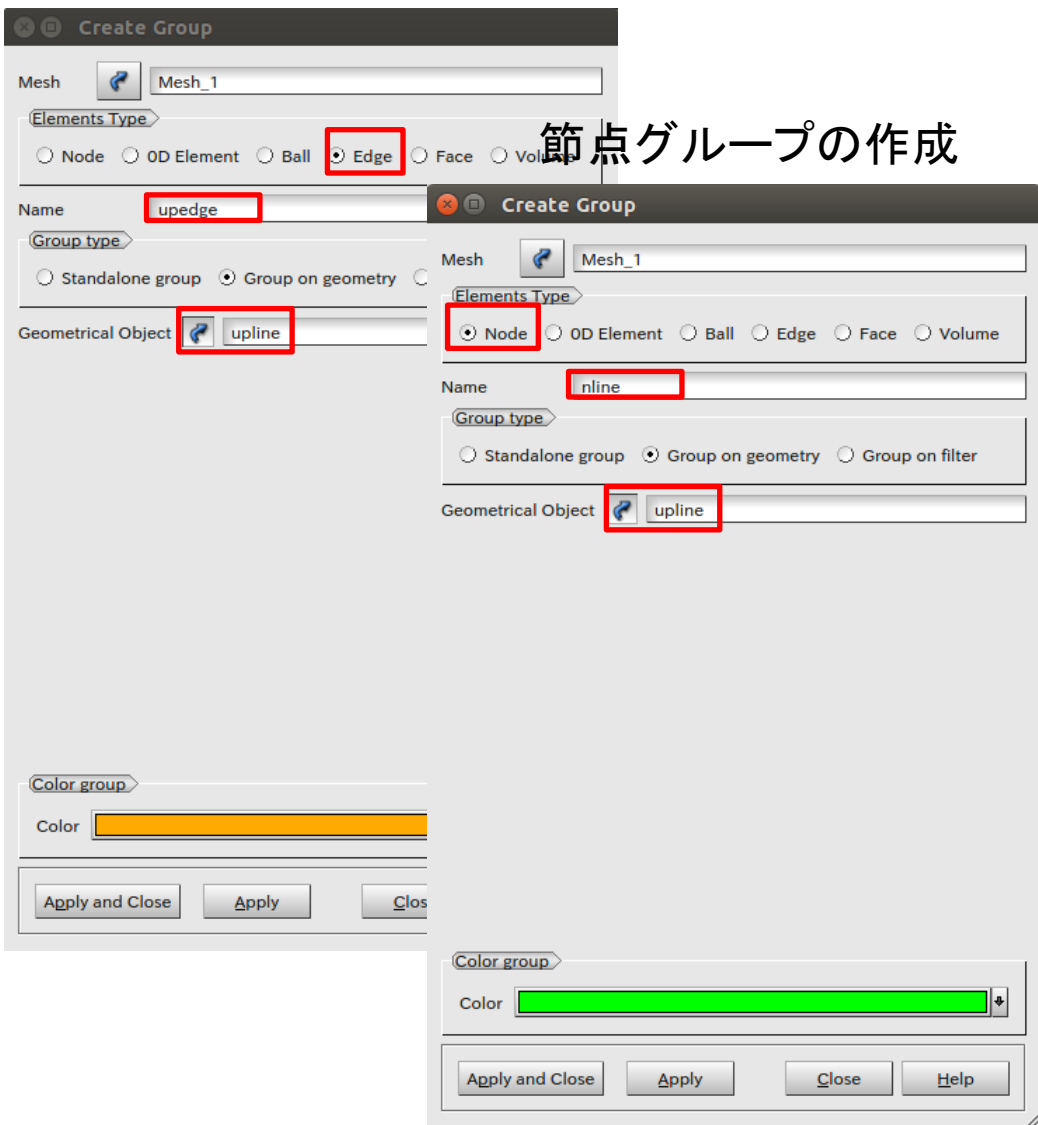 Create Group
Mesh Mesh_1
Elements Type
Node 0D Element Ball Edge Face Volume
Name upedge
Group type
Standalone group Group on geometry
Geometrical Object upline
Color group
Color
Apply and Close Apply Clos
節点グループの作成
Create Group
Mesh Mesh_1
Elements Type
Node 0D Element Ball Edge Face Volume
Name nline
Group type
Standalone group Group on geometry Group on filter
Geometrical Object upline
Color group
Color
Apply and Close Apply Close Help